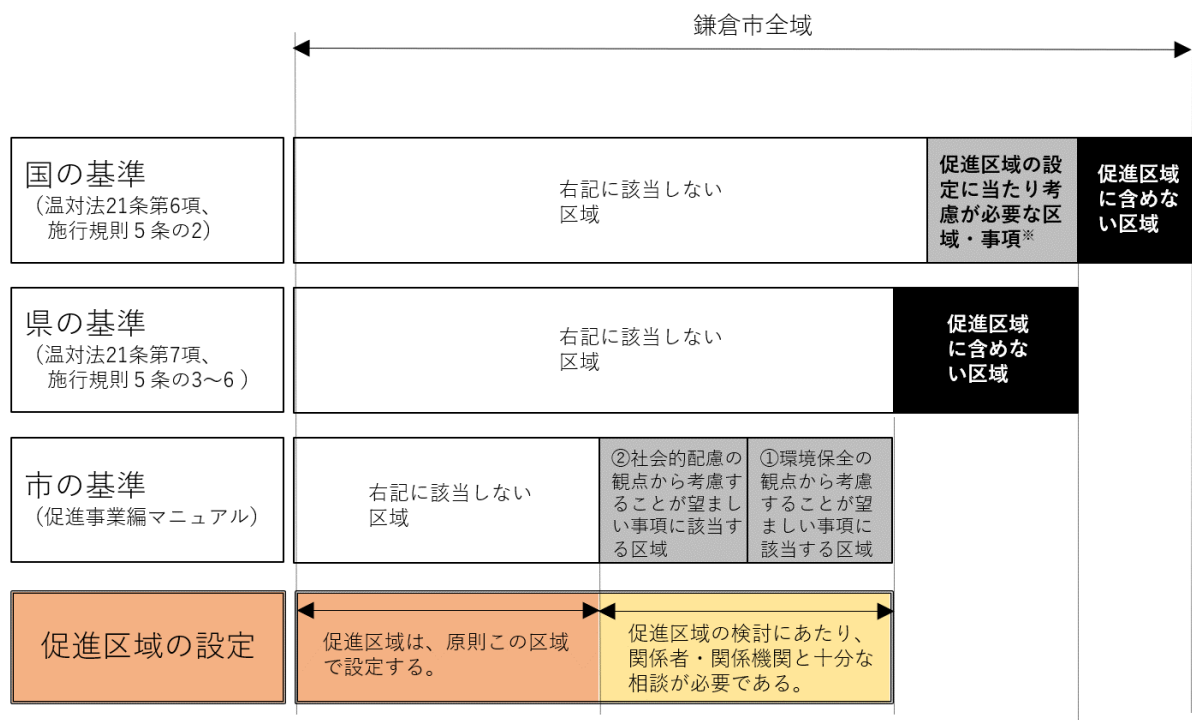 鎌倉市全域
国の基準
（温対法21条第6項、
施行規則５条の2）
右記に該当しない
区域
促進区域の設
定に当たり考
慮が必要な区
域・事項※
促進区域
に含めな
い区域
県の基準
（温対法21条第7項、
施行規則５条の3～6）
右記に該当しない
区域
促進区域
に含めな
い区域
市の基準
（促進事業編マニュアル）
右記に該当しない
区域
②社会的配慮の
観点から考慮す
ることが望まし
い事項に該当す
る区域
①環境保全の
観点から考慮
することが望
ましい事項に
該当する区域
促進区域の設定
促進区域は、原則この区域
で設定する。
促進区域の検討にあたり、
関係者・関係機関と十分な
相談が必要である。